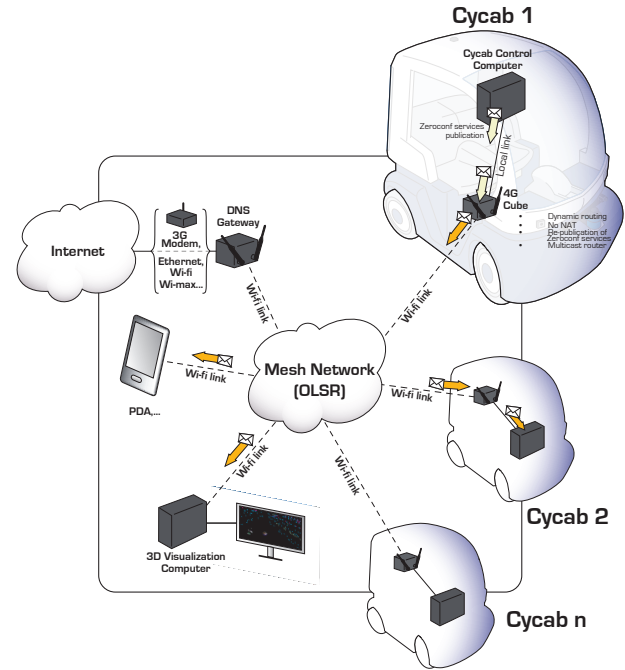 Cycab 1
Cycab Control
Computer
Zeroconf services
publication
Local link
4G
Cube
Dynamic routing
No NAT
Re-publication of
Zeroconf services
Multicast router
DNS
Gateway
3G
Modem,
Ethernet,
Wi-fi
Wi-max...
Internet
Wi-fi link
Wi-fi link
Mesh Network
(OLSR)
Wi-fi link
PDA,...
Wi-fi link
Wi-fi link
Wi-fi link
Cycab 2
3D Visualization
Computer
Cycab n